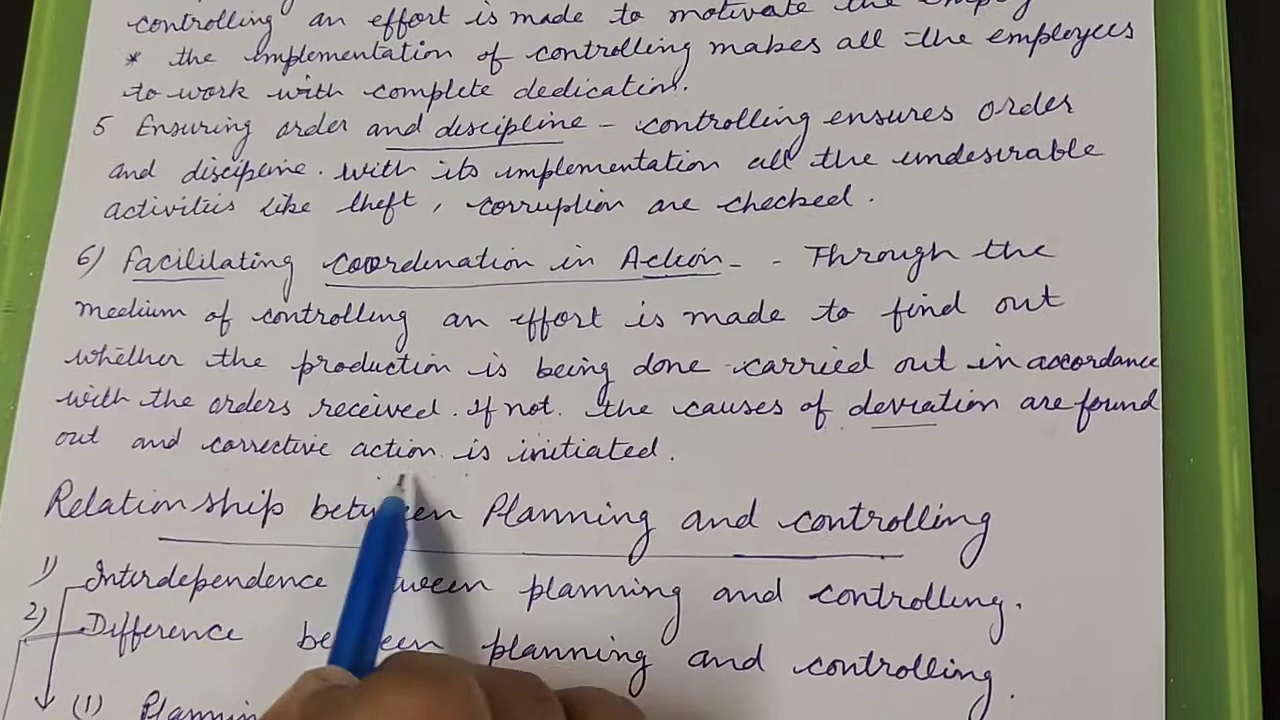 controlling an effort is made to motivate the employ
* the implementation of controlling makes all the employees
to work with complete dedication.
5 Ensuring order and discipline - controlling ensures order
and discipline. with its implementation all the undesirable
activities like theft, corruption are checked.
6) Facilitating coordination in Action - - Through the
medium of controlling an effort is made to find out
whether the production is being done carried out in accordance
with the orders received. If not. the causes of deviation are found
out and corrective action is initiated.
Relationship between Planning and controlling
1) Interdependence between planning and controlling.
2) Difference between planning and controlling.
(1) Plannin